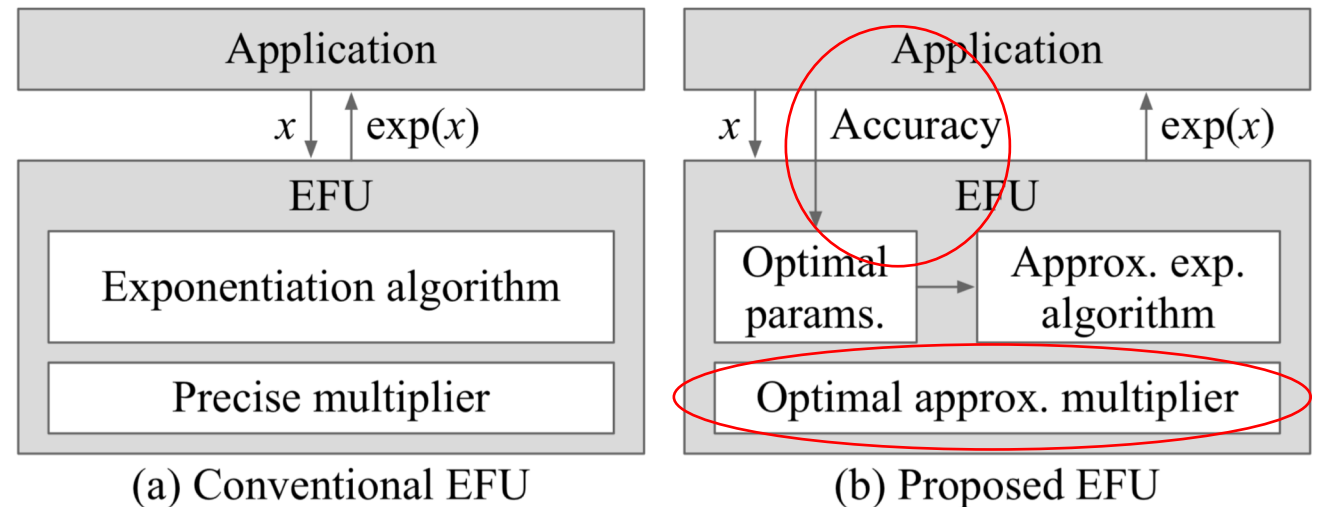 Application
x
exp(x)
EFU
Exponentiation algorithm
Precise multiplier
(a) Conventional EFU
Application
x
Accuracy
exp(x)
EFU
Optimal
params.
Approx. exp.
algorithm
Optimal approx. multiplier
(b) Proposed EFU